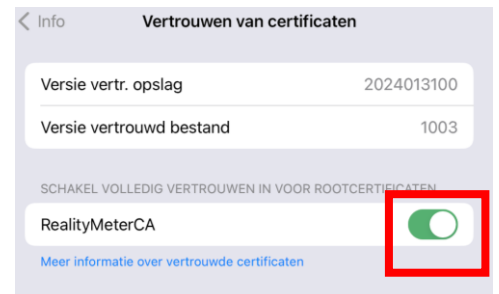 Info Vertrouwen van certificaten
Versie vertr. opslag 2024013100
Versie vertrouwd bestand 1003
SCHAKEL VOLLEDIG VERTROUWEN IN VOOR ROOTCERTIFICATEN
RealityMeterCA
Meer informatie over vertrouwde certificaten